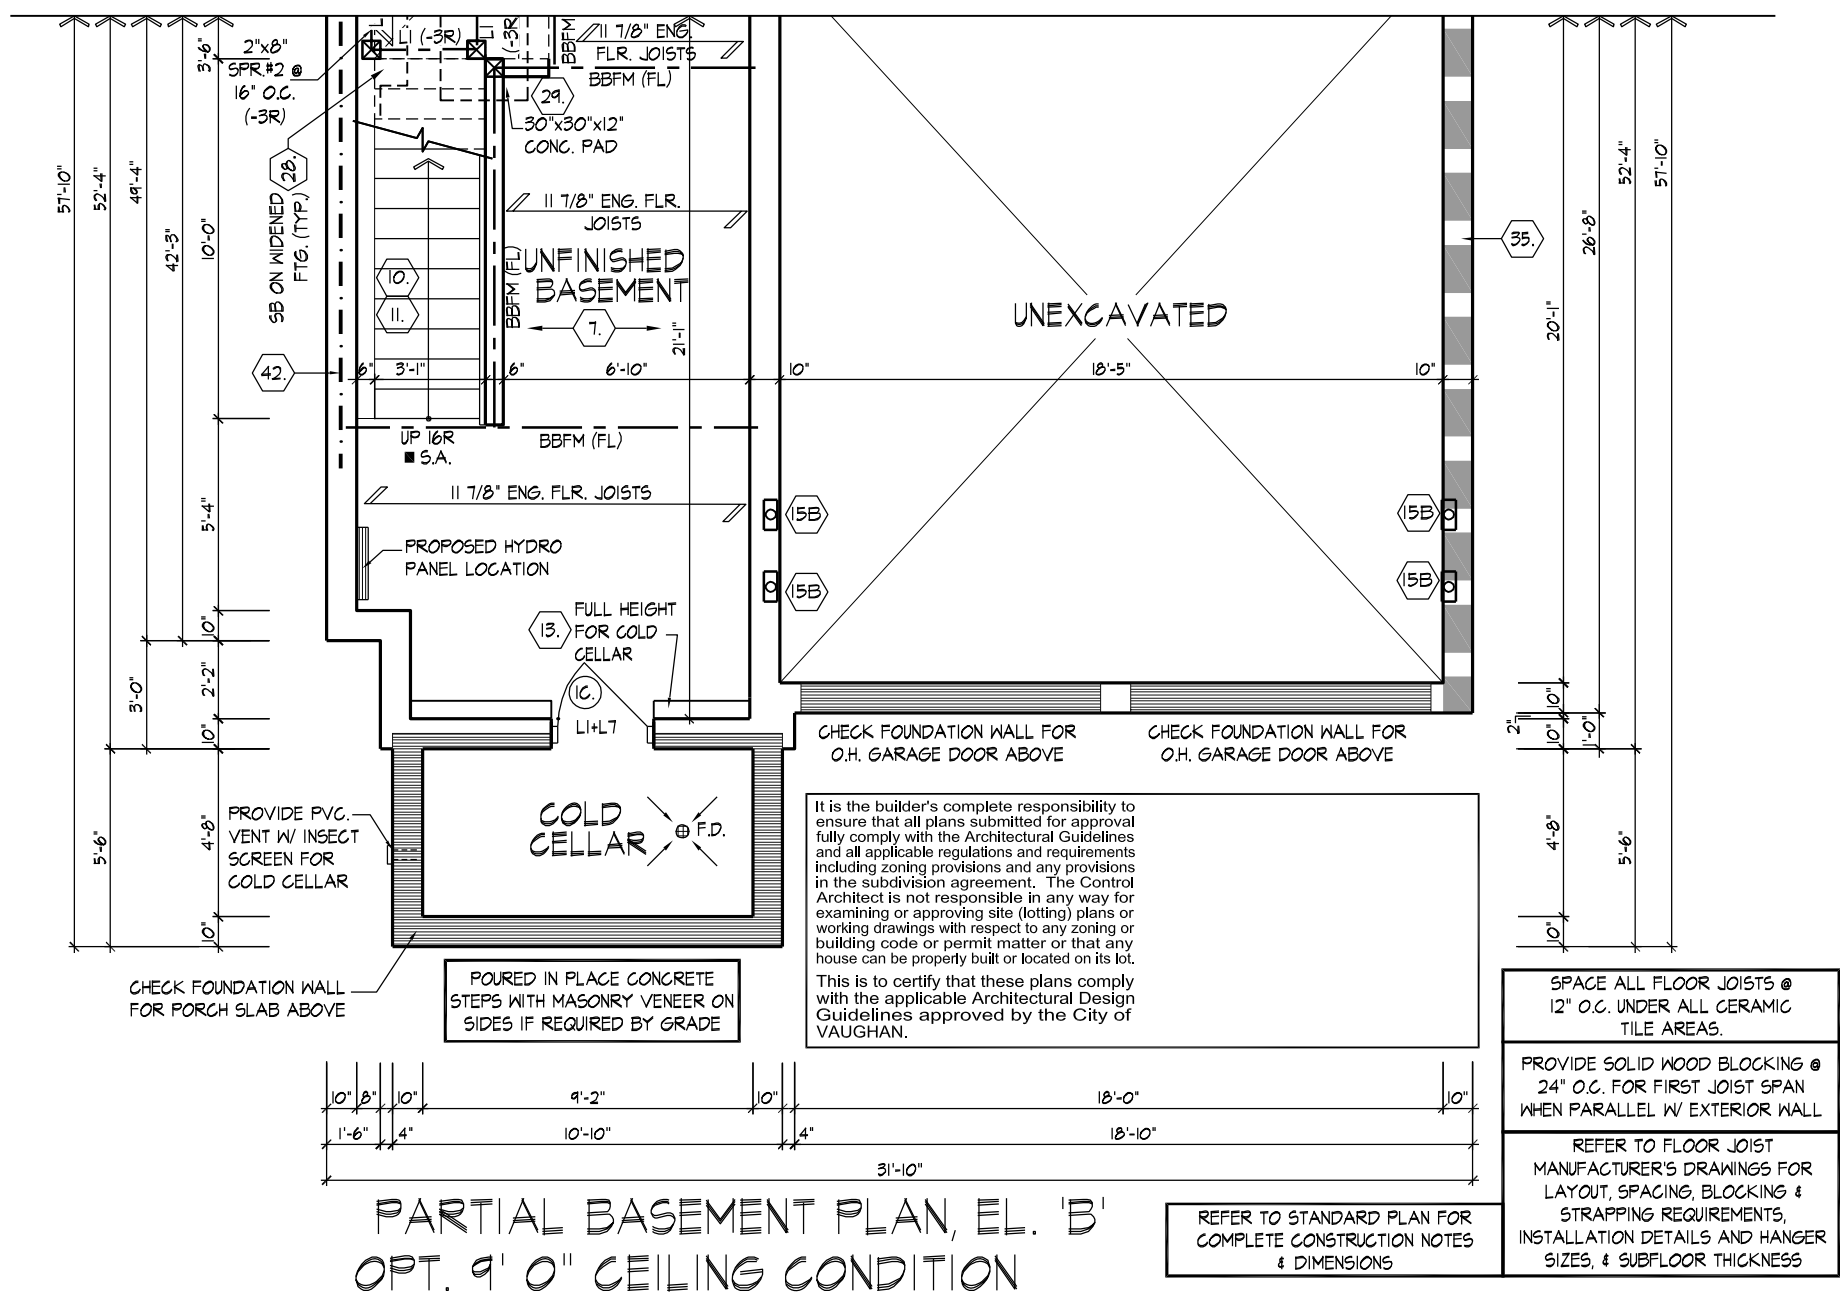 2"x8"
SPR.#2 @
16" O.C.
(-3R)
L1 (-3R)
L1
(-3R)
BBFM
11 7/8" ENG.
FLR. JOISTS
BBFM (FL)
29.
30"x30"x12"
CONC. PAD
28.
SB ON WIDENED
FTG. (TYP.)
11 7/8" ENG. FLR.
JOISTS
UNFINISHED
BASEMENT
BBFM (FL)
7.
10.
11.
42.
35.
UNEXCAVATED
57'-10"
52'-4"
49'-4"
42'-3"
3'-6"
10'-0"
5'-4"
10"
2'-2"
10"
3'-0"
4'-8"
5'-6"
10"
21'-1"
6"
3'-1"
6"
6'-10"
10"
18'-5"
10"
UP 16R
S.A.
BBFM (FL)
11 7/8" ENG. FLR. JOISTS
PROPOSED HYDRO
PANEL LOCATION
15B
15B
15B
15B
13.
FULL HEIGHT
FOR COLD
CELLAR
1C.
L1+L7
57'-10"
52'-4"
26'-8"
20'-1"
10"
2"
10"
1'-0"
4'-8"
5'-6"
10"
CHECK FOUNDATION WALL FOR
O.H. GARAGE DOOR ABOVE
CHECK FOUNDATION WALL FOR
O.H. GARAGE DOOR ABOVE
PROVIDE PVC.
VENT W/ INSECT
SCREEN FOR
COLD CELLAR
COLD
CELLAR
F.D.
It is the builder's complete responsibility to
ensure that all plans submitted for approval
fully comply with the Architectural Guidelines
and all applicable regulations and requirements
including zoning provisions and any provisions
in the subdivision agreement. The Control
Architect is not responsible in any way for
examining or approving site (lotting) plans or
working drawings with respect to any zoning or
building code or permit matter or that any
house can be properly built or located on its lot.
This is to certify that these plans comply
with the applicable Architectural Design
Guidelines approved by the City of
VAUGHAN.
CHECK FOUNDATION WALL
FOR PORCH SLAB ABOVE
POURED IN PLACE CONCRETE
STEPS WITH MASONRY VENEER ON
SIDES IF REQUIRED BY GRADE
SPACE ALL FLOOR JOISTS @
12" O.C. UNDER ALL CERAMIC
TILE AREAS.
PROVIDE SOLID WOOD BLOCKING @
24" O.C. FOR FIRST JOIST SPAN
WHEN PARALLEL W/ EXTERIOR WALL
REFER TO FLOOR JOIST
MANUFACTURER'S DRAWINGS FOR
LAYOUT, SPACING, BLOCKING &
STRAPPING REQUIREMENTS,
INSTALLATION DETAILS AND HANGER
SIZES, & SUBFLOOR THICKNESS
10"
8"
10"
9'-2"
10"
18'-0"
10"
1'-6"
4"
10'-10"
4"
18'-10"
31'-10"
PARTIAL BASEMENT PLAN, EL. 'B'
OPT. 9' 0" CEILING CONDITION
REFER TO STANDARD PLAN FOR
COMPLETE CONSTRUCTION NOTES
& DIMENSIONS